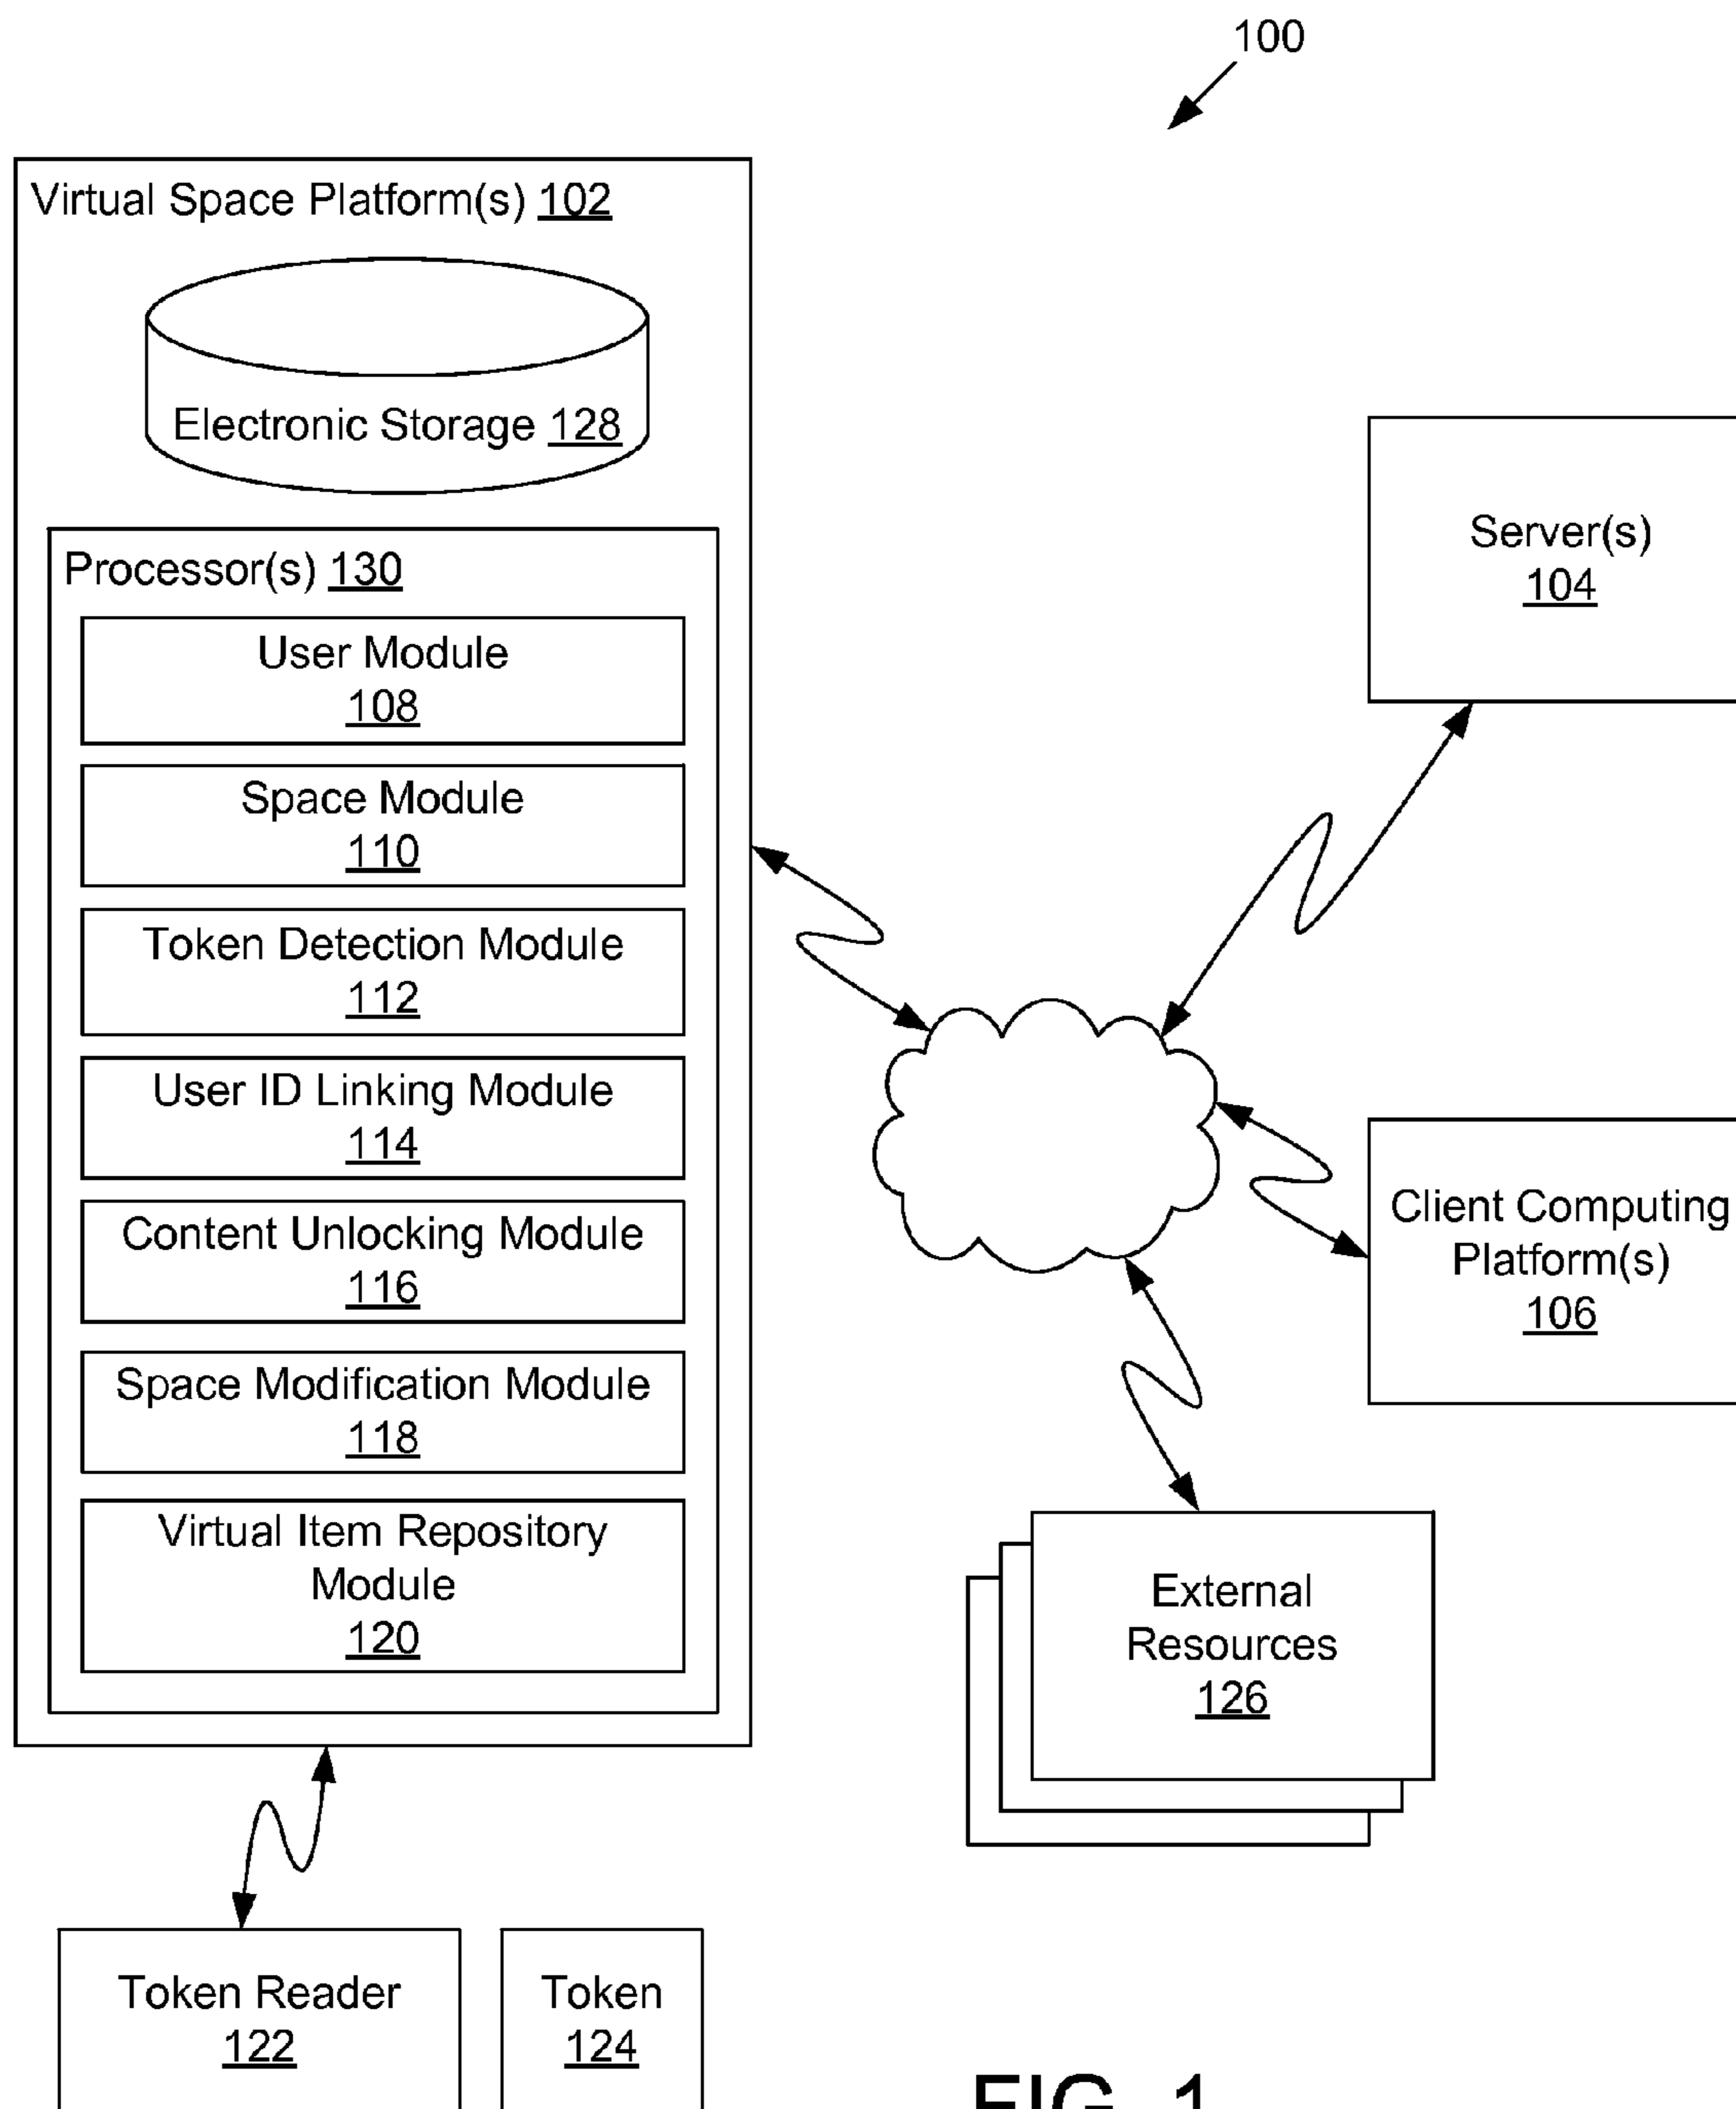 100
Virtual Space Platform(s) 102
Electronic Storage 128
Processor(s) 130
User Module
108
Space Module
110
Token Detection Module
112
User ID Linking Module
114
Content Unlocking Module
116
Space Modification Module
118
Virtual Item Repository
Module
120
Server(s)
104
Client Computing
Platform(s)
106
External
Resources
126
Token Reader
122
Token
124
FIG. 1